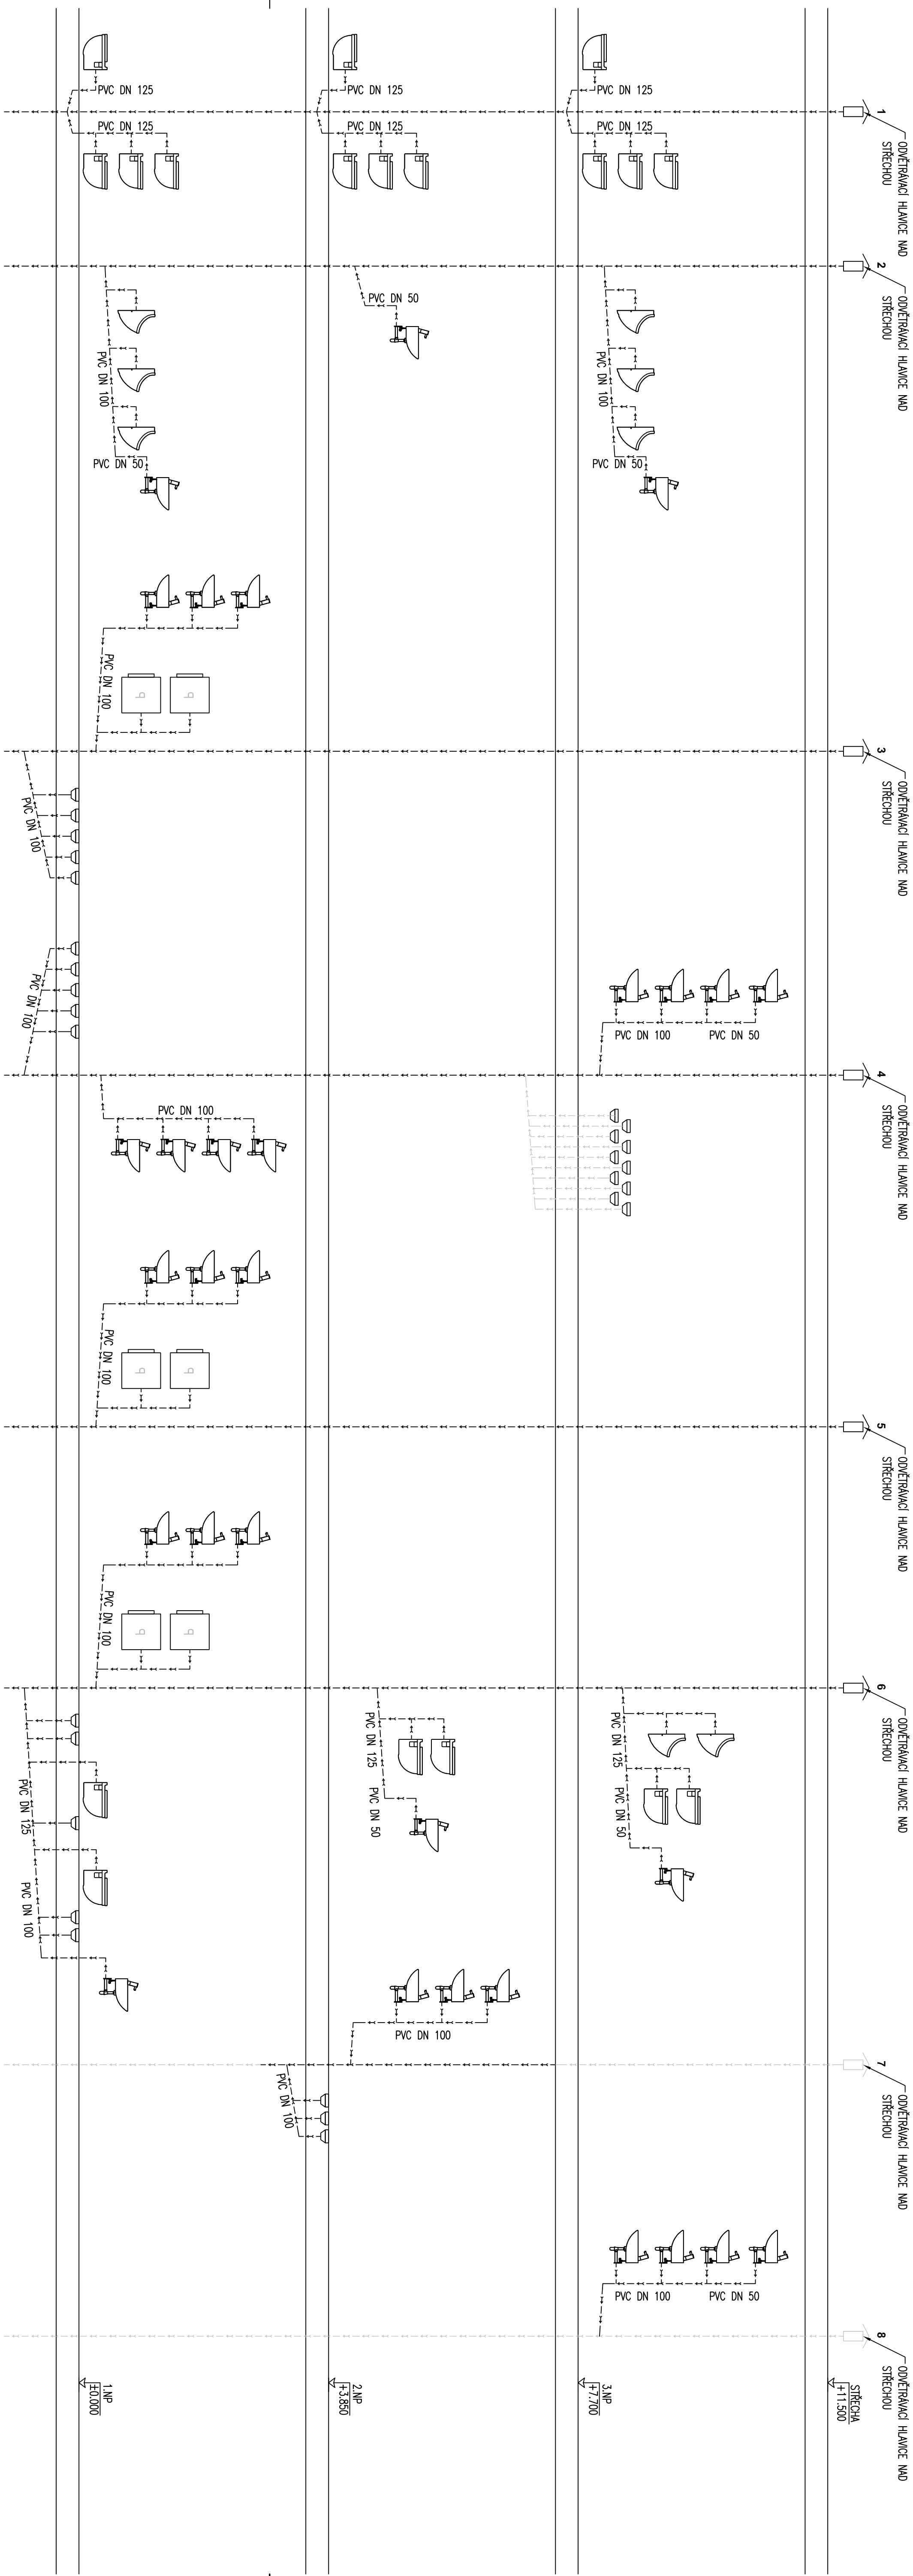 ODVĚTRÁVACÍ HLAVICE NAD
STŘECHOU
1
ODVĚTRÁVACÍ HLAVICE NAD
STŘECHOU
2
ODVĚTRÁVACÍ HLAVICE NAD
STŘECHOU
3
ODVĚTRÁVACÍ HLAVICE NAD
STŘECHOU
4
ODVĚTRÁVACÍ HLAVICE NAD
STŘECHOU
5
ODVĚTRÁVACÍ HLAVICE NAD
STŘECHOU
6
ODVĚTRÁVACÍ HLAVICE NAD
STŘECHOU
7
ODVĚTRÁVACÍ HLAVICE NAD
STŘECHOU
8
STŘECHA
+11.500
PVC DN 125
PVC DN 125
PVC DN 100
PVC DN 50
PVC DN 100
PVC DN 50
PVC DN 125
PVC DN 50
PVC DN 100
PVC DN 50
3.NP
+7.700
PVC DN 125
PVC DN 125
PVC DN 50
PVC DN 125
PVC DN 50
PVC DN 100
PVC DN 100
2.NP
+3.850
PVC DN 125
PVC DN 125
PVC DN 100
PVC DN 50
PVC DN 100
PVC DN 100
PVC DN 100
PVC DN 100
PVC DN 100
PVC DN 100
PVC DN 125
PVC DN 100
1.NP
±0.000